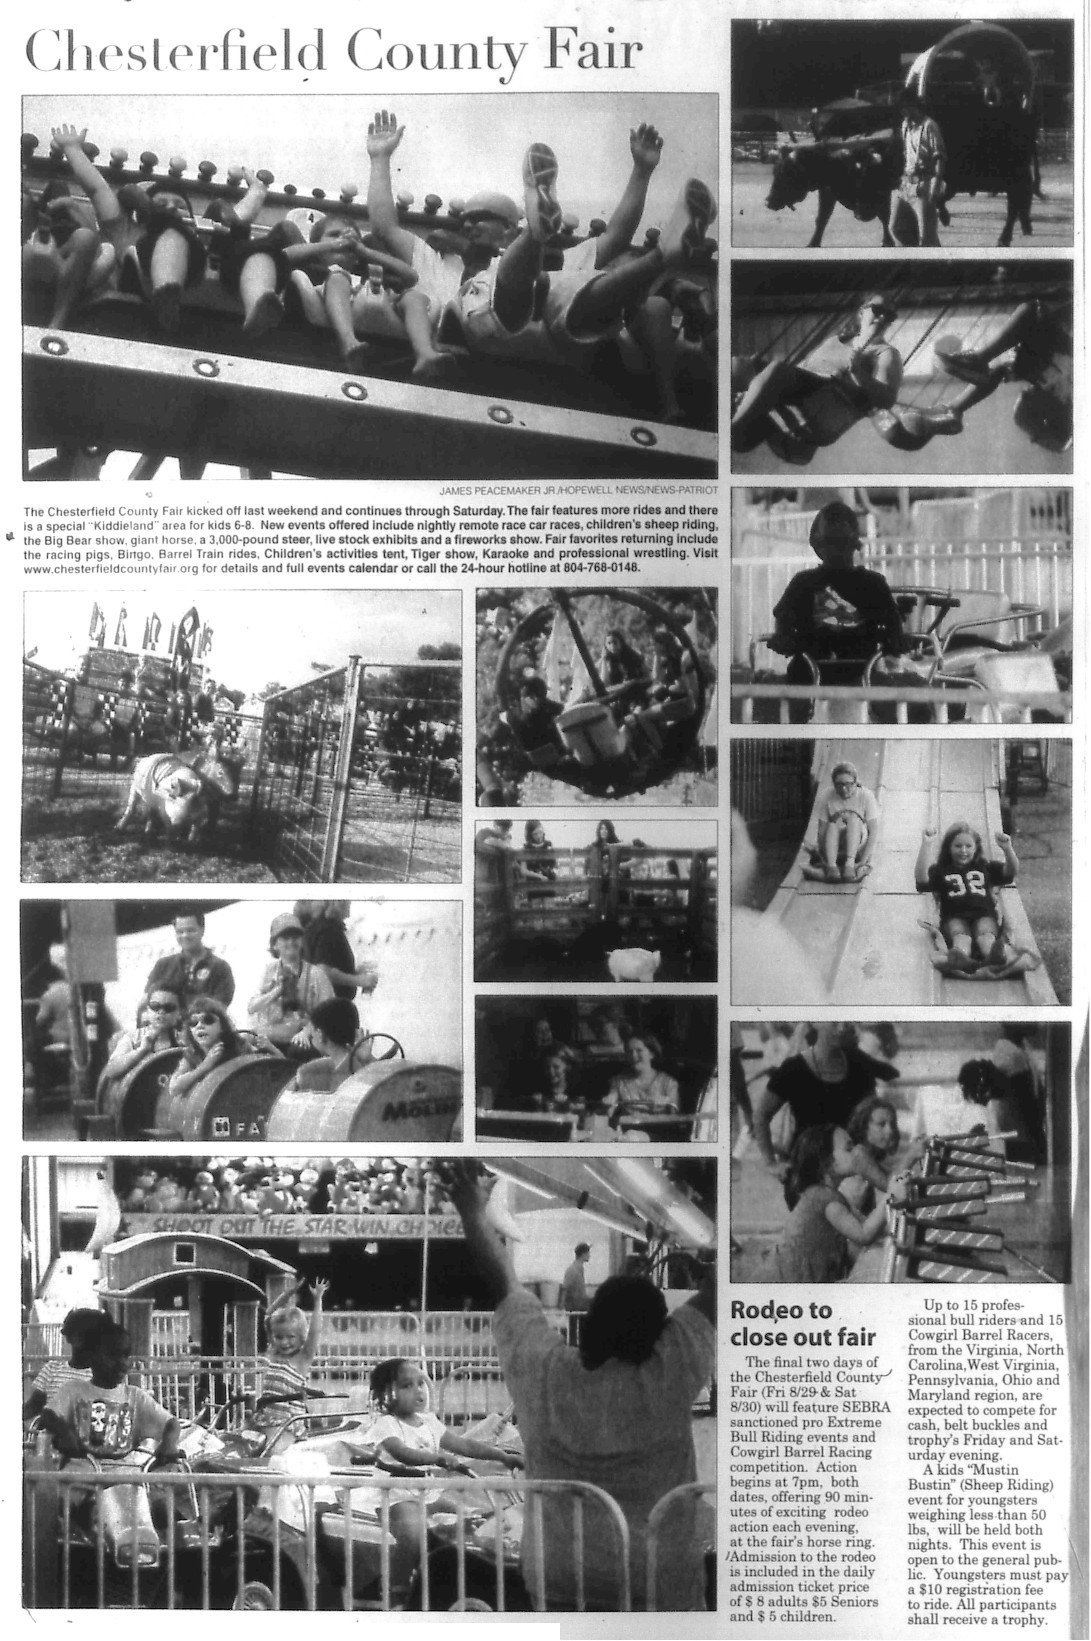 Chesterfield County Fair
JAMES PEACEMAKER JR./HOPEWELL NEWS/NEWS-PATRIOT
The Chesterfield County Fair kicked off last weekend and continues through Saturday. The fair features more rides and there
is a special "Kiddieland" area for kids 6-8. New events offered include nightly remote race car races, children's sheep riding,
the Big Bear show, giant horse, a 3,000-pound steer, live stock exhibits and a fireworks show. Fair favorites returning include
the racing pigs, Bingo, Barrel Train rides, Children's activities tent, Tiger show, Karaoke and professional wrestling. Visit
www.chesterfieldcountyfair.org for details and full events calendar or call the 24-hour hotline at 804-768-0148.
32
FA
MOLIN
SHOOT OUT THE STAR WIN CHOICE
Rodeo to
close out fair
The final two days of
the Chesterfield County
Fair (Fri 8/29 & Sat
8/30) will feature SEBRA
sanctioned pro Extreme
Bull Riding events and
Cowgirl Barrel Racing
competition. Action
begins at 7pm, both
dates, offering 90 min-
utes of exciting rodeo
action each evening,
at the fair's horse ring.
Admission to the rodeo
is included in the daily
admission ticket price
of $ 8 adults $5 Seniors
and $ 5 children.
Up to 15 profes-
sional bull riders and 15
Cowgirl Barrel Racers,
from the Virginia, North
Carolina,West Virginia,
Pennsylvania, Ohio and
Maryland region, are
expected to compete for
cash, belt buckles and
trophy's Friday and Sat-
urday evening.
A kids "Mustin
Bustin" (Sheep Riding)
event for youngsters
weighing less than 50
lbs, will be held both
nights. This event is
open to the general pub-
lic. Youngsters must pay
a $10 registration fee
to ride. All participants
shall receive a trophy.